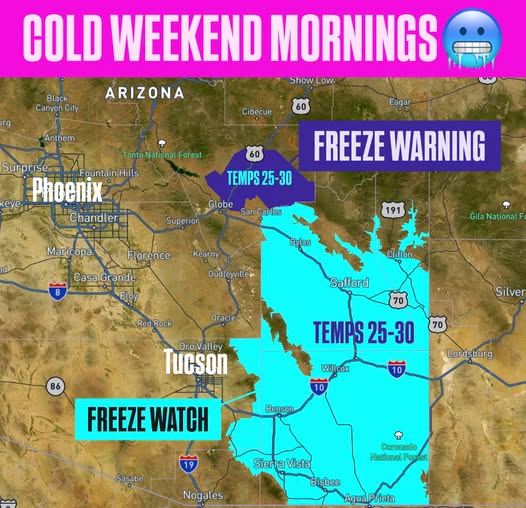 COLD WEEKEND MORNINGS
Show Low
ARIZONA
Black
Canyon City
60
Cibecue
Eagar
Anthem
FREEZE WARNING
60
Tonto National Forest
Surprise
Fountain Hills
TEMPS 25-30
Phoenix
Globe
San Carlos
191
Chandler
Superior
Gila National F
Maricopa
Florence
Kearny
Bylas
Clifton
Casa Grande
Dudleyville
Safford
8
Eloy
70
Silver
Red Rock
Oracle
TEMPS 25-30
70
Oro Valley
Tucson
Willcox
Lordsburg
10
10
86
FREEZE WATCH
Benson
Coronado
National Forest
19
Sierra Vista
Sasabe
Bisbee
Nogales
Agua Prieta